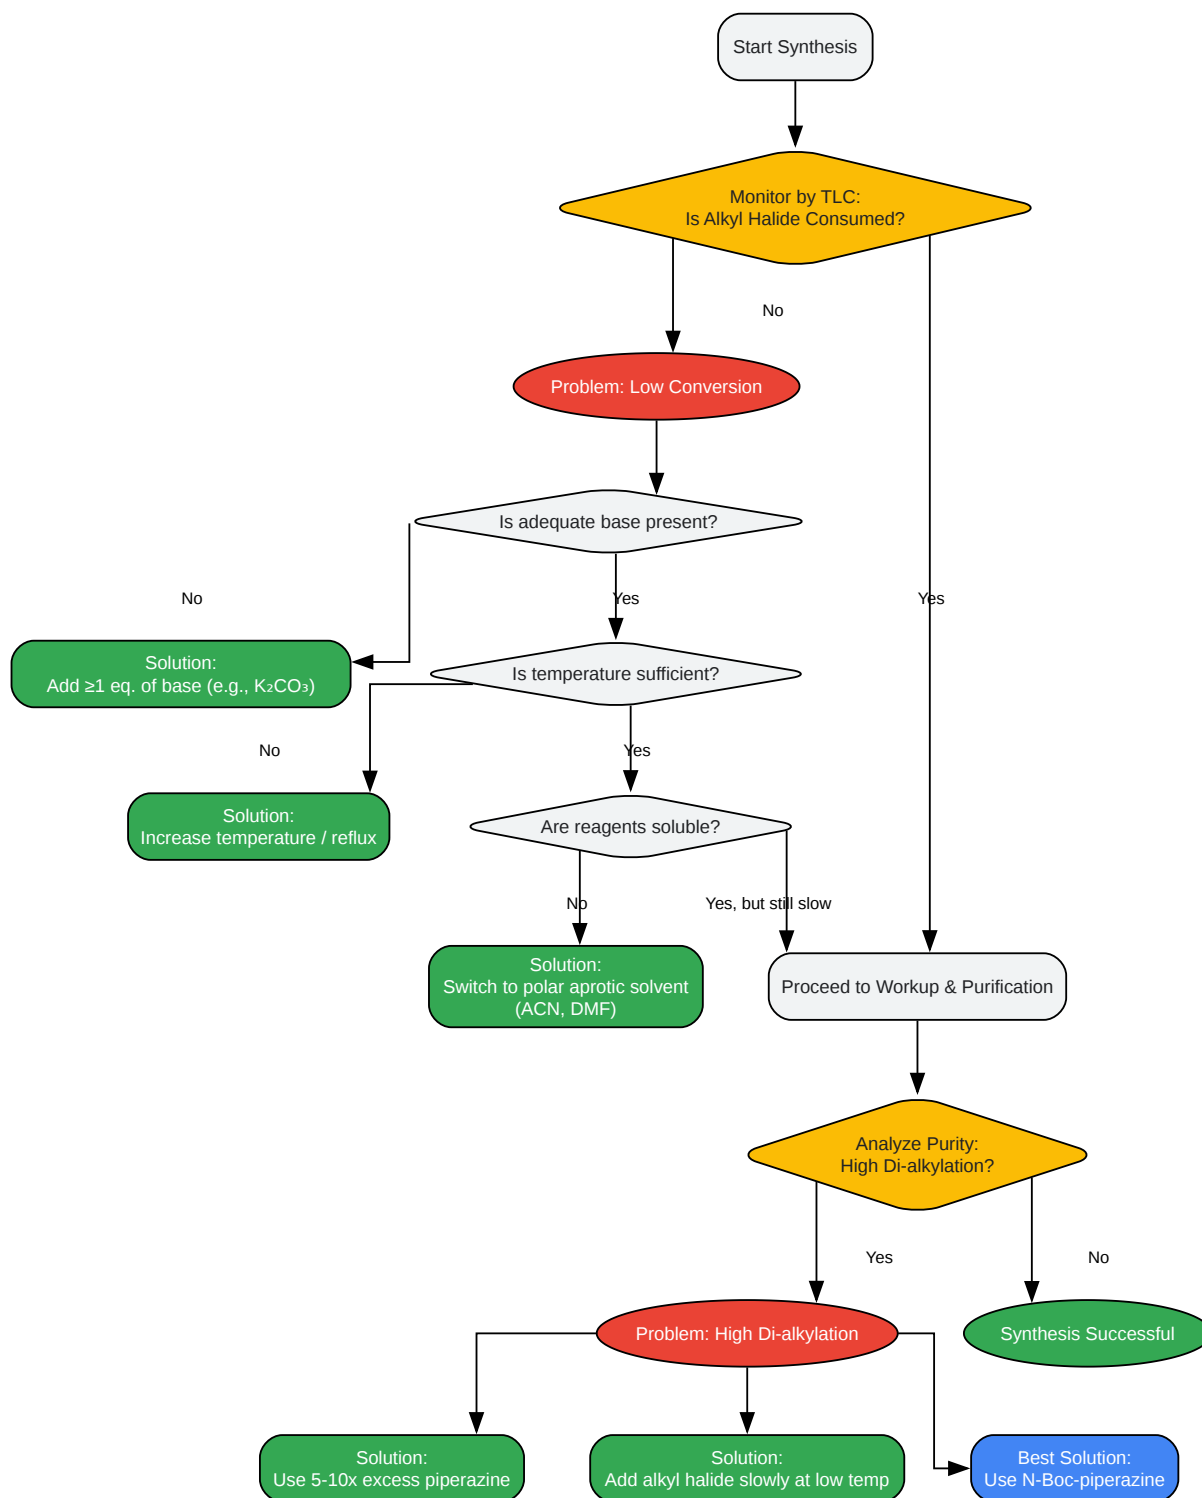 Start Synthesis
Monitor by TLC:
Is Alkyl Halide Consumed?
No
Problem: Low Conversion
Is adequate base present?
No
Yes
Yes
Solution:
Add ≥1 eq. of base (e.g., K₂CO₃)
Is temperature sufficient?
No
Yes
Solution:
Increase temperature / reflux
Are reagents soluble?
No
Yes, but still slow
Solution:
Switch to polar aprotic solvent
(ACN, DMF)
Proceed to Workup & Purification
Analyze Purity:
High Di-alkylation?
Yes
No
Problem: High Di-alkylation
Synthesis Successful
Solution:
Use 5-10x excess piperazine
Solution:
Add alkyl halide slowly at low temp
Best Solution:
Use N-Boc-piperazine